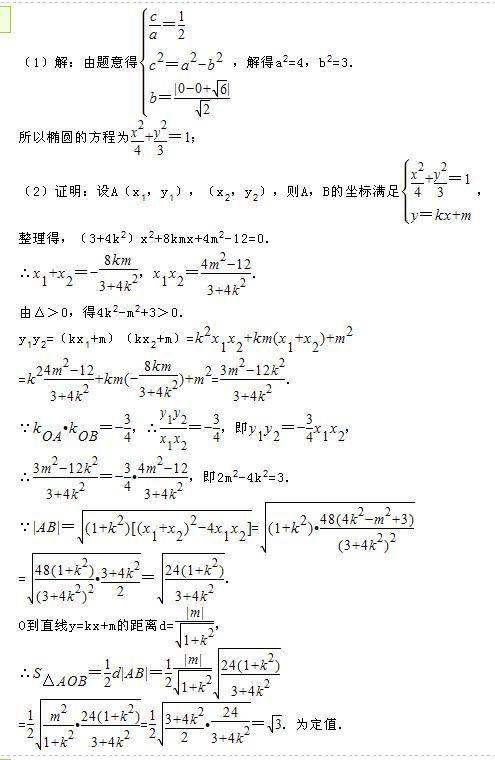 (1)解：由题意得{c/a=1/2, c²=a²-b², b=|0-0+√6|/√2，解得a²=4，b²=3．
所以椭圆的方程为x²/4+y²/3=1；
(2)证明：设A（x₁，y₁），（x₂，y₂），则A，B的坐标满足{x²/4+y²/3=1, y=kx+m，
整理得，（3+4k²）x²+8kmx+4m²-12=0．
∴x₁+x₂=-8km/(3+4k²)，x₁x₂=(4m²-12)/(3+4k²)．
由△＞0，得4k²-m²+3＞0．
y₁y₂=（kx₁+m）（kx₂+m）=k²x₁x₂+km(x₁+x₂)+m²
=k²(4m²-12)/(3+4k²)+km(-8km/(3+4k²))+m²=(3m²-12k²)/(3+4k²)．
∵k_OA•k_OB=-3/4，∴y₁y₂/x₁x₂=-3/4，即y₁y₂=-3/4x₁x₂，
∴(3m²-12k²)/(3+4k²)=-3/4•(4m²-12)/(3+4k²)，即2m²-4k²=3．
∵|AB|=√((1+k²)[(x₁+x₂)²-4x₁x₂])=√((1+k²)•48(4k²-m²+3)/(3+4k²)²)
=√(48(1+k²)/(3+4k²)²•(3+4k²)/2)=√(24(1+k²)/(3+4k²))．
O到直线y=kx+m的距离d=|m|/√(1+k²)，
∴S△AOB=1/2d|AB|=1/2|m|/√(1+k²)√(24(1+k²)/(3+4k²))
=1/2√(m²/(1+k²)•24(1+k²)/(3+4k²))=1/2√((3+4k²)/2•24/(3+4k²))=√3．为定值．